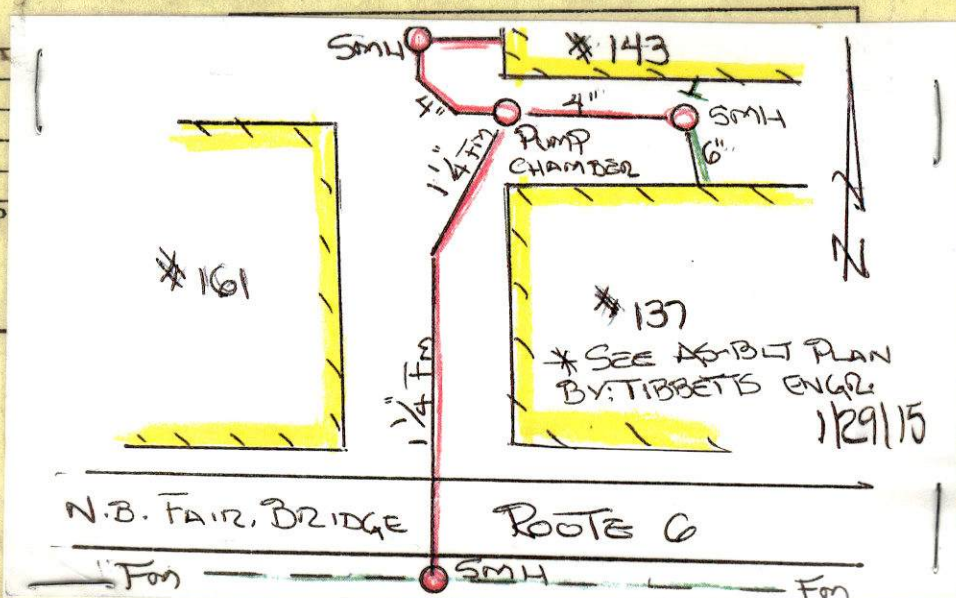 SMH
# 143
4"
4"
SMH
PUMP
CHAMBER
6"
1 1/4" FM
N
# 161
# 137
* SEE AS-BLT PLAN
BY: TIBBETTS ENGR.
1/29/15
1 1/4" FM
N.B. FAIR. BRIDGE ROUTE 6
FM
SMH
FM